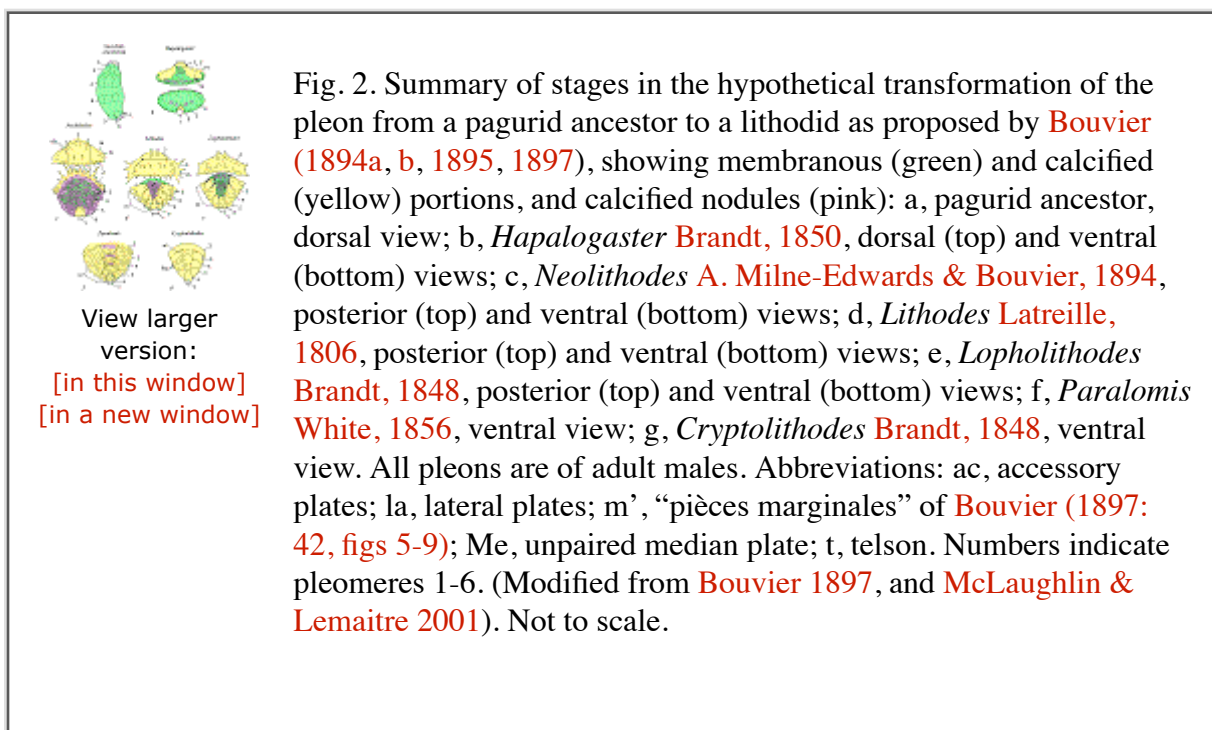 View larger
version:
[in this window]
[in a new window]
Fig. 2. Summary of stages in the hypothetical transformation of the
pleon from a pagurid ancestor to a lithodid as proposed by Bouvier
(1894a, b, 1895, 1897), showing membranous (green) and calcified
(yellow) portions, and calcified nodules (pink): a, pagurid ancestor,
dorsal view; b, Hapalogaster Brandt, 1850, dorsal (top) and ventral
(bottom) views; c, Neolithodes A. Milne-Edwards & Bouvier, 1894,
posterior (top) and ventral (bottom) views; d, Lithodes Latreille,
1806, posterior (top) and ventral (bottom) views; e, Lopholithodes
Brandt, 1848, posterior (top) and ventral (bottom) views; f, Paralomis
White, 1856, ventral view; g, Cryptolithodes Brandt, 1848, ventral
view. All pleons are of adult males. Abbreviations: ac, accessory
plates; la, lateral plates; m’, “pièces marginales” of Bouvier (1897:
42, figs 5-9); Me, unpaired median plate; t, telson. Numbers indicate
pleomeres 1-6. (Modified from Bouvier 1897, and McLaughlin &
Lemaitre 2001). Not to scale.